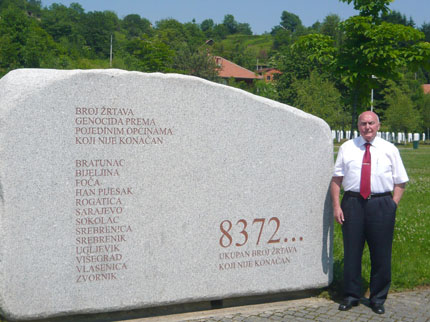 BROJ ŽRTAVA
GENOCIDA PREMA
POJEDINIM OPĆINAMA
KOJI NIJE KONAČAN
BRATUNAC
BIJELJINA
FOČA
HAN PIJESAK
ROGATICA
SARAJEVO
SOKOLAC
SREBRENICA
SREBRENIK
UGLJEVIK
VIŠEGRAD
VLASENICA
ZVORNIK
8372...
UKUPAN BROJ ŽRTAVA
KOJI NIJE KONAČAN